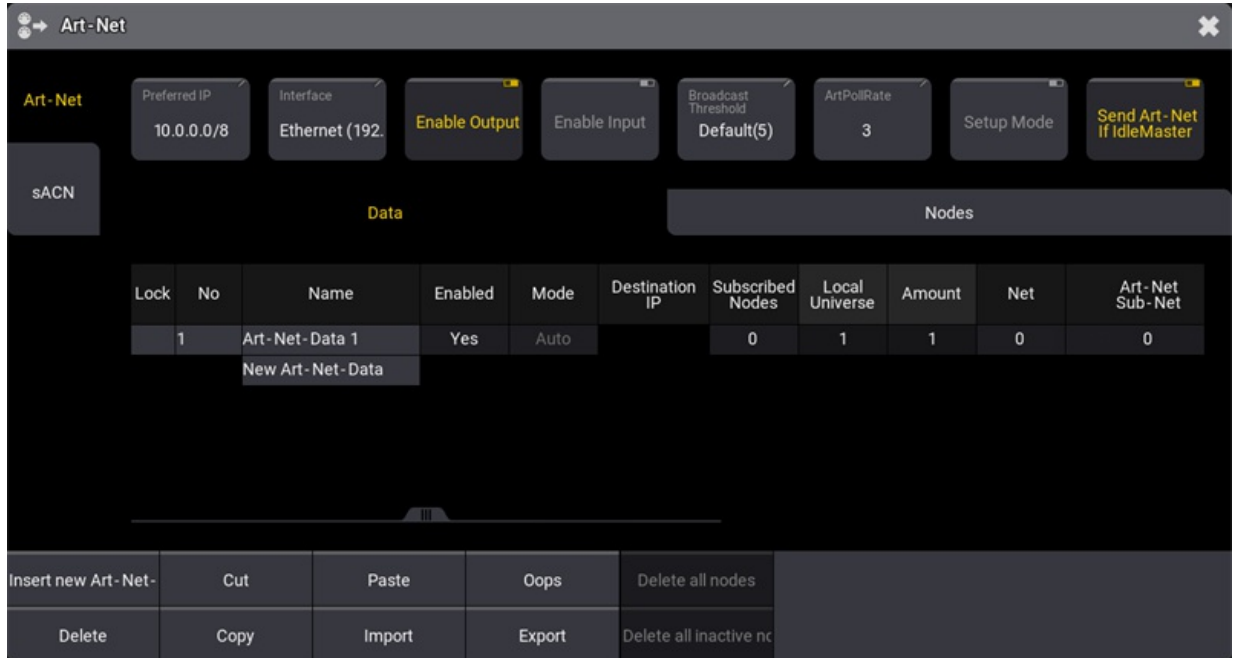 Art-Net
Art-Net
Preferred IP
10.0.0.0/8
Interface
Ethernet (192.
Enable Output
Enable Input
Broadcast
Threshold
Default(5)
ArtPollRate
3
Setup Mode
Send Art-Net
If IdleMaster
sACN
Data
Nodes
Lock No Name Enabled Mode Destination IP Subscribed Nodes Local Universe Amount Net Art-Net Sub-Net
1 Art-Net-Data 1 Yes Auto 0 1 1 0 0
New Art-Net-Data
Insert new Art-Net- Cut Paste Oops Delete all nodes
Delete Copy Import Export Delete all inactive no